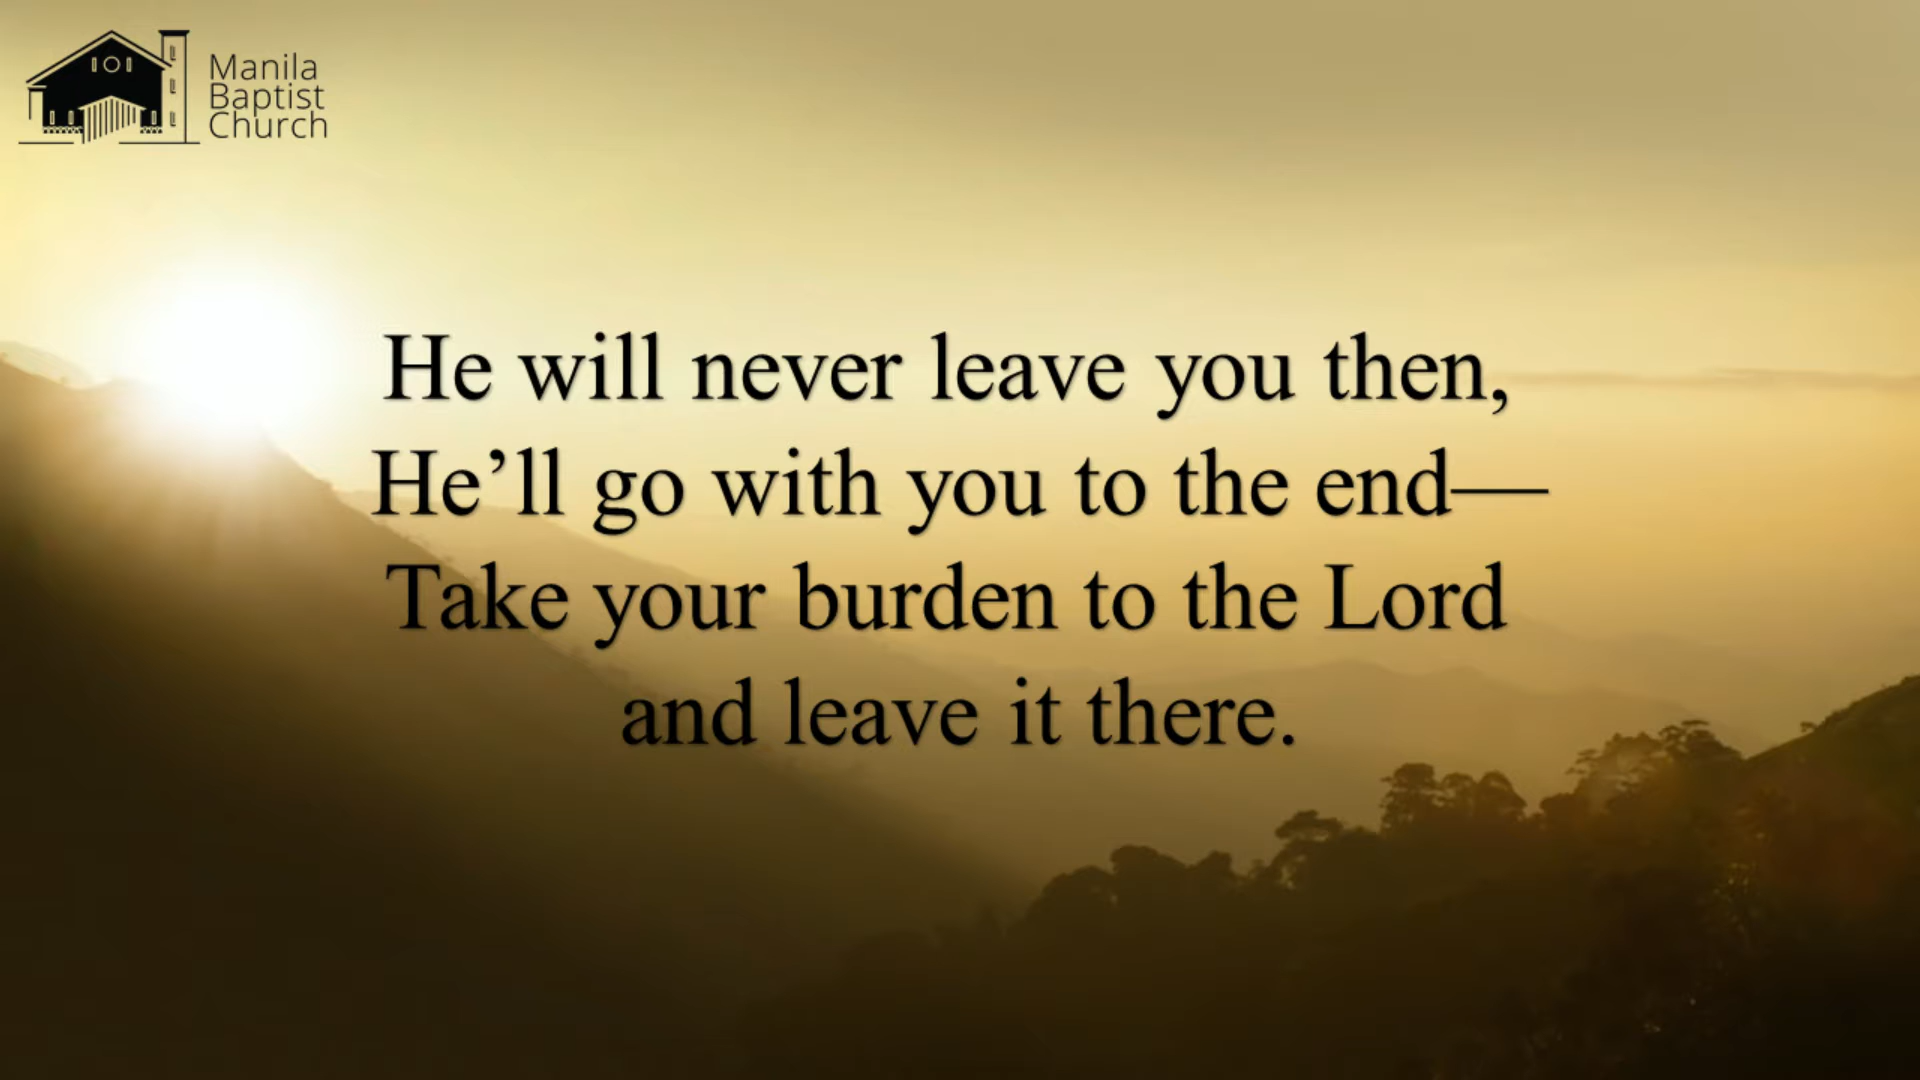 Manila
Baptist
Church
He will never leave you then,
He’ll go with you to the end—
Take your burden to the Lord
and leave it there.